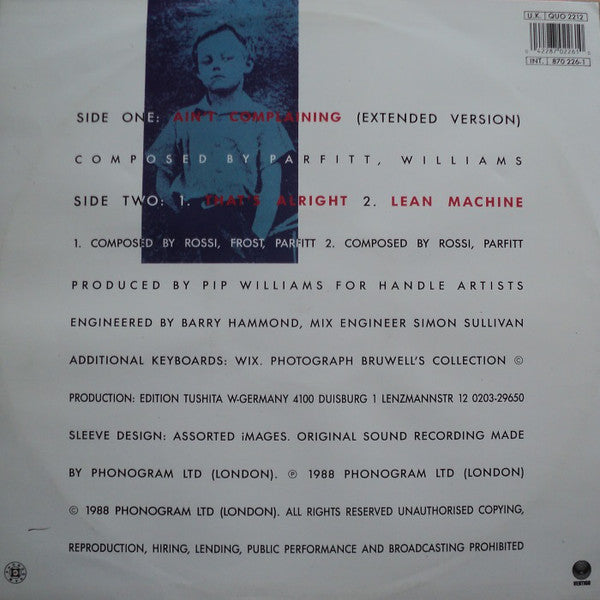 U.K. QUO 2212
INT. 870 226-1
SIDE ONE: AIN'T COMPLAINING (EXTENDED VERSION)
COMPOSED BY PARFITT, WILLIAMS
SIDE TWO: 1. THAT'S ALRIGHT 2. LEAN MACHINE
1. COMPOSED BY ROSSI, FROST, PARFITT 2. COMPOSED BY ROSSI, PARFITT
PRODUCED BY PIP WILLIAMS FOR HANDLE ARTISTS
ENGINEERED BY BARRY HAMMOND, MIX ENGINEER SIMON SULLIVAN
ADDITIONAL KEYBOARDS: WIX. PHOTOGRAPH BRUWELL'S COLLECTION ©
PRODUCTION: EDITION TUSHITA W-GERMANY 4100 DUISBURG 1 LENZMANNSTR 12 0203-29650
SLEEVE DESIGN: ASSORTED iMAGES. ORIGINAL SOUND RECORDING MADE
BY PHONOGRAM LTD (LONDON). ℗ 1988 PHONOGRAM LTD (LONDON)
© 1988 PHONOGRAM LTD (LONDON). ALL RIGHTS RESERVED UNAUTHORISED COPYING,
REPRODUCTION, HIRING, LENDING, PUBLIC PERFORMANCE AND BROADCASTING PROHIBITED
VERTIGO